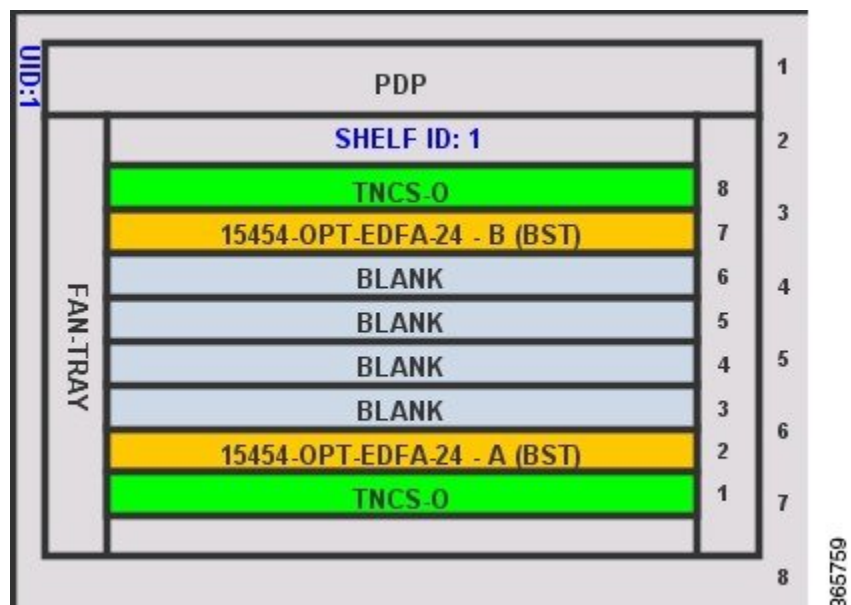 UID:1
PDP
1
SHELF ID: 1
2
TNCS-O
8
3
15454-OPT-EDFA-24 - B (BST)
7
BLANK
6
4
BLANK
5
FAN-TRAY
BLANK
4
5
BLANK
3
6
15454-OPT-EDFA-24 - A (BST)
2
TNCS-O
1
7
8
365759